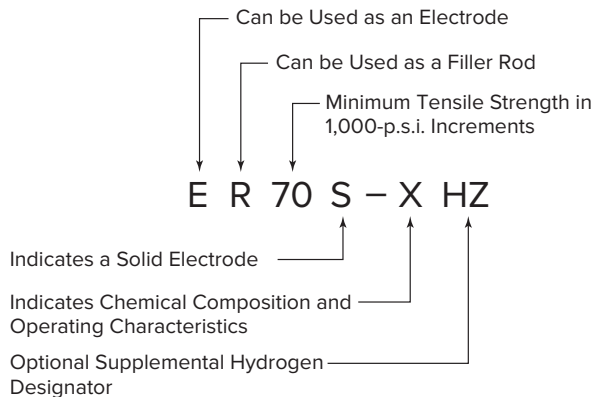 Can be Used as an Electrode
Can be Used as a Filler Rod
Minimum Tensile Strength in
1,000-p.s.i. Increments
E R 70 S – X HZ
Indicates a Solid Electrode
Indicates Chemical Composition and
Operating Characteristics
Optional Supplemental Hydrogen
Designator